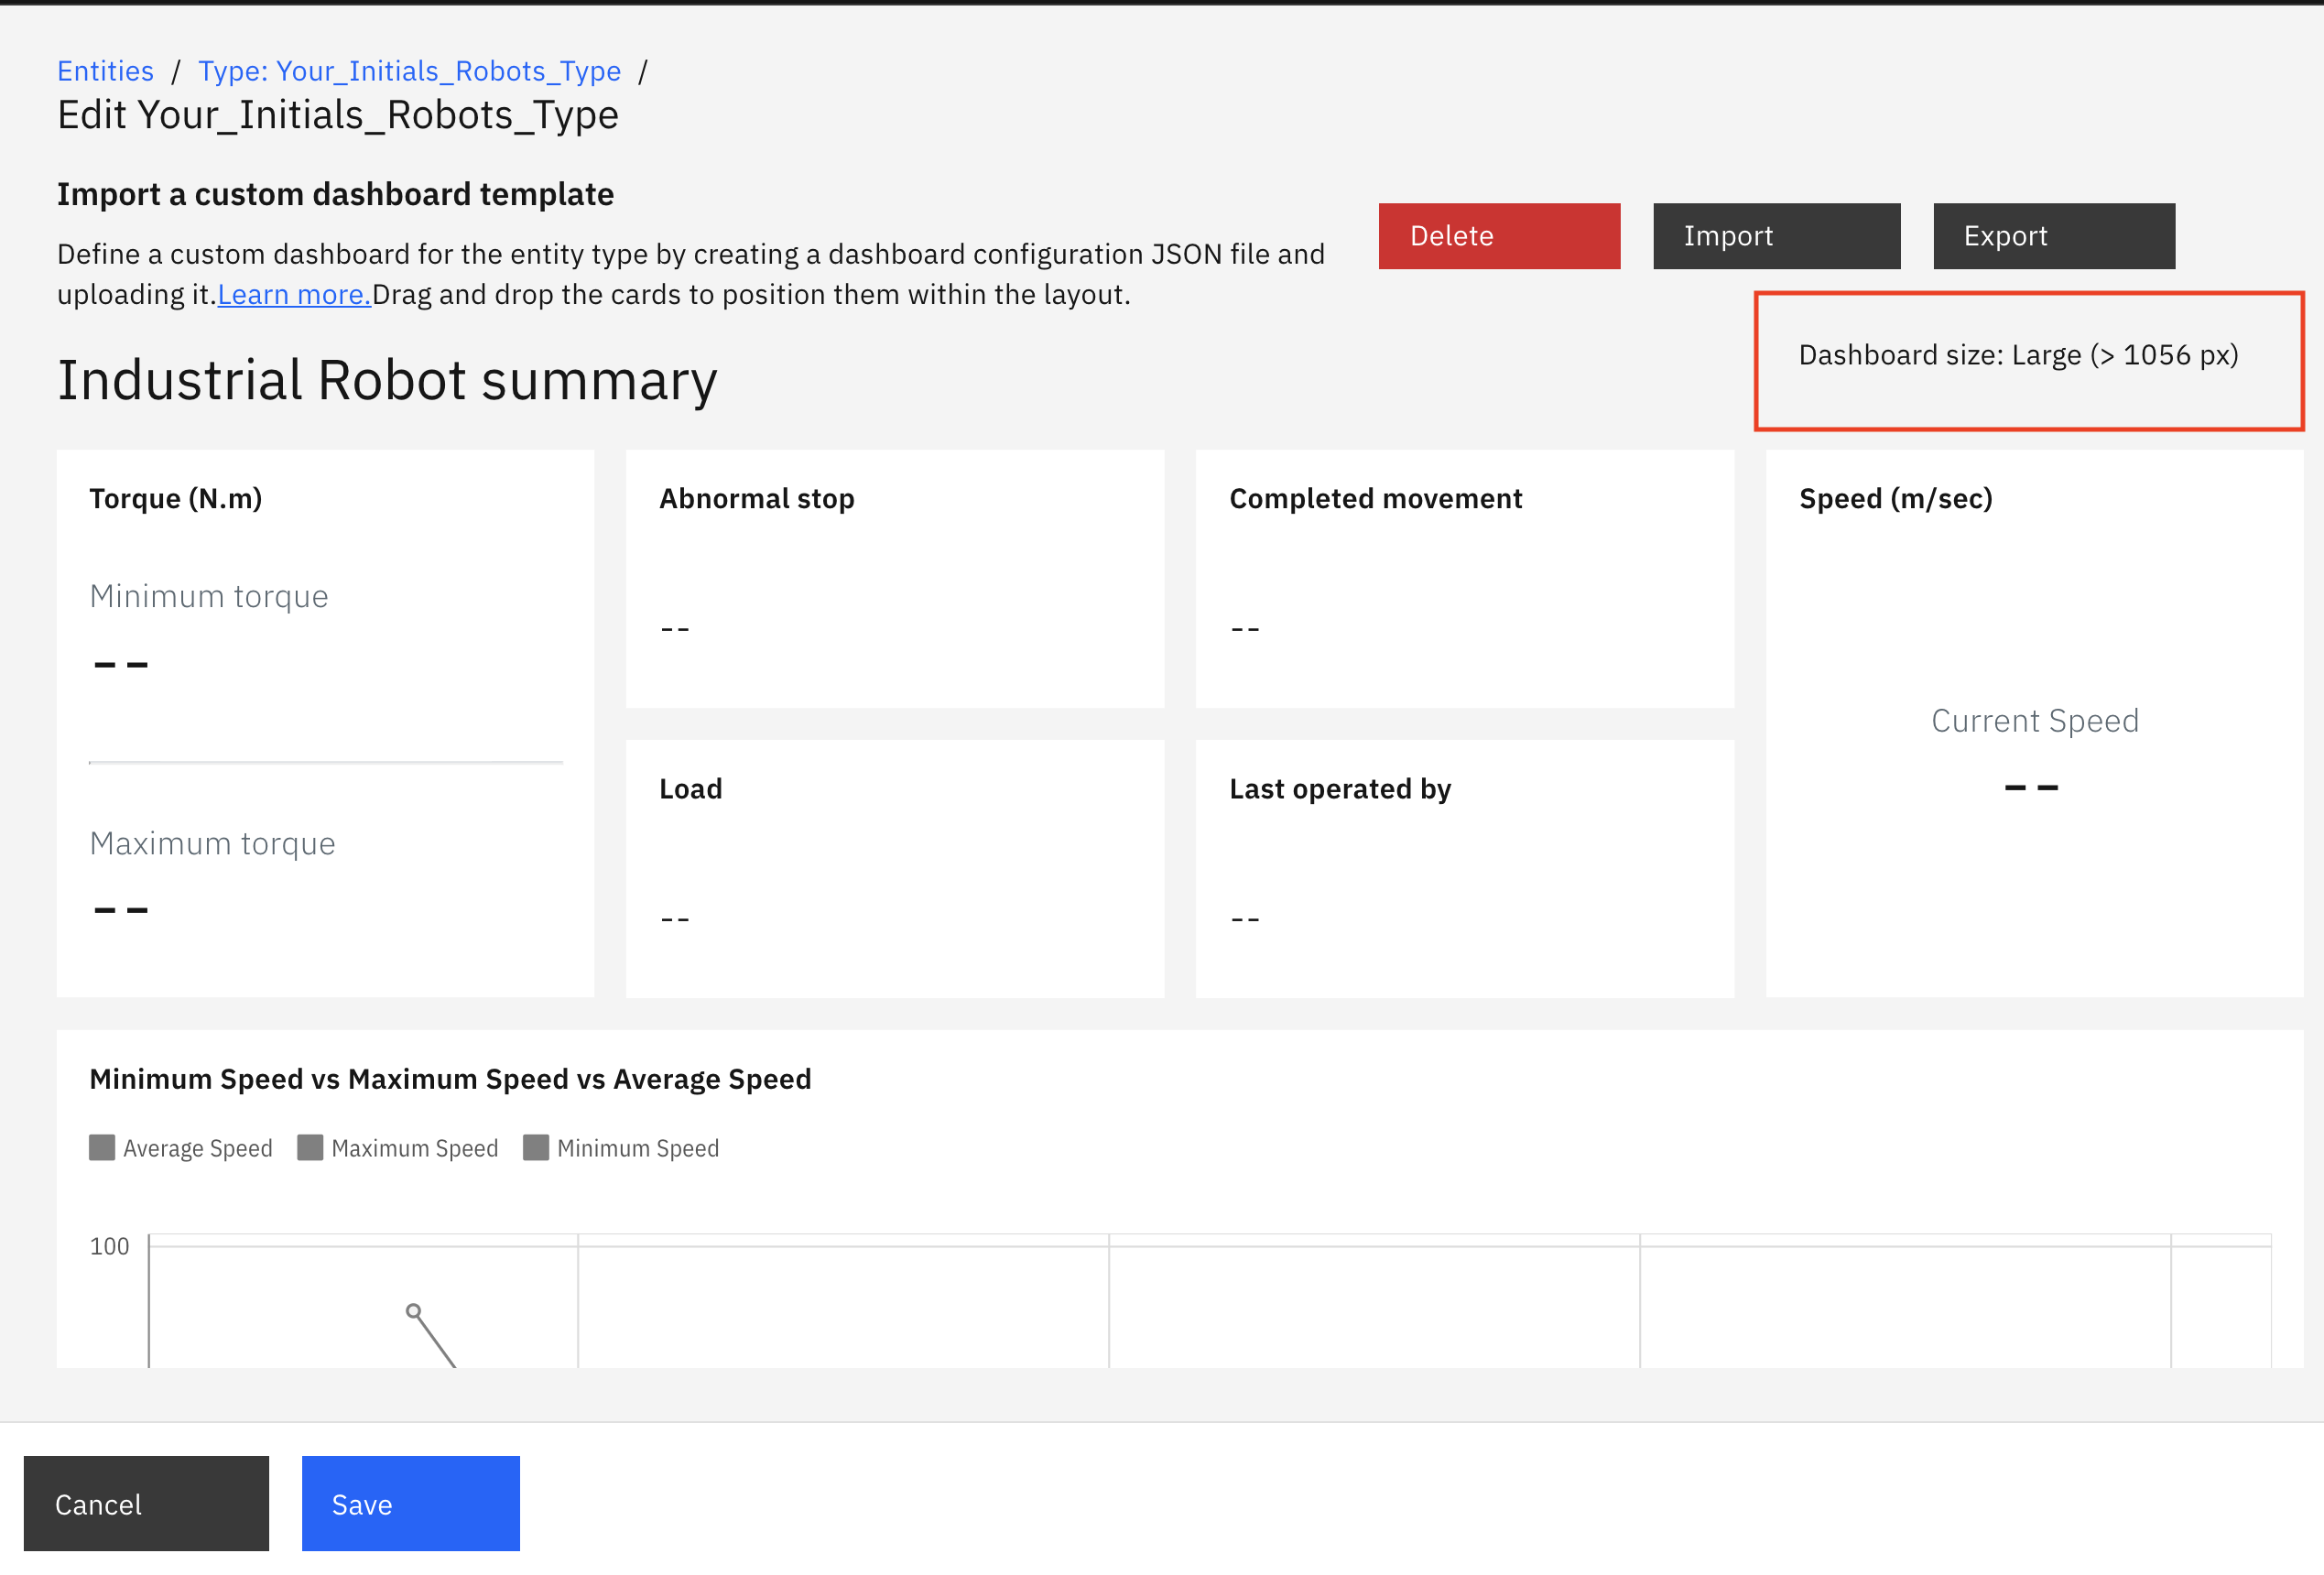 Entities / Type: Your_Initials_Robots_Type /
Edit Your_Initials_Robots_Type
Import a custom dashboard template
Define a custom dashboard for the entity type by creating a dashboard configuration JSON file and
uploading it.Learn more.Drag and drop the cards to position them within the layout.
Delete
Import
Export
Dashboard size: Large (> 1056 px)
Industrial Robot summary
Torque (N.m)
Minimum torque
--
Maximum torque
--
Abnormal stop
--
Completed movement
--
Load
--
Last operated by
--
Speed (m/sec)
Current Speed
--
Minimum Speed vs Maximum Speed vs Average Speed
Average Speed Maximum Speed Minimum Speed
100
Cancel
Save